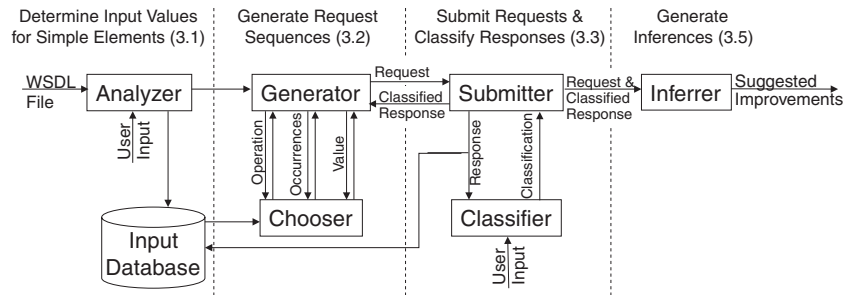 Determine Input Values
for Simple Elements (3.1)
Generate Request
Sequences (3.2)
Submit Requests &
Classify Responses (3.3)
Generate
Inferences (3.5)
WSDL
File
Analyzer
User
Input
Generator
Request
Classified
Response
Submitter
Request &
Classified
Response
Inferrer
Suggested
Improvements
Operation
Occurrences
Value
Response
Classification
Input
Database
Chooser
Classifier
User
Input